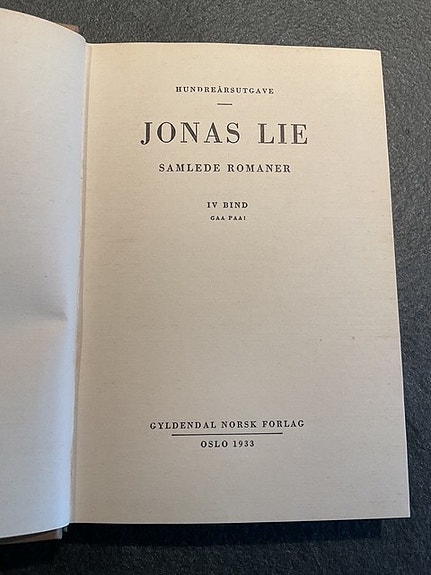 HUNDREÅRSUTGAVE
JONAS LIE
SAMLEDE ROMANER
IV BIND
GAA PAA!
GYLDENDAL NORSK FORLAG
OSLO 1933